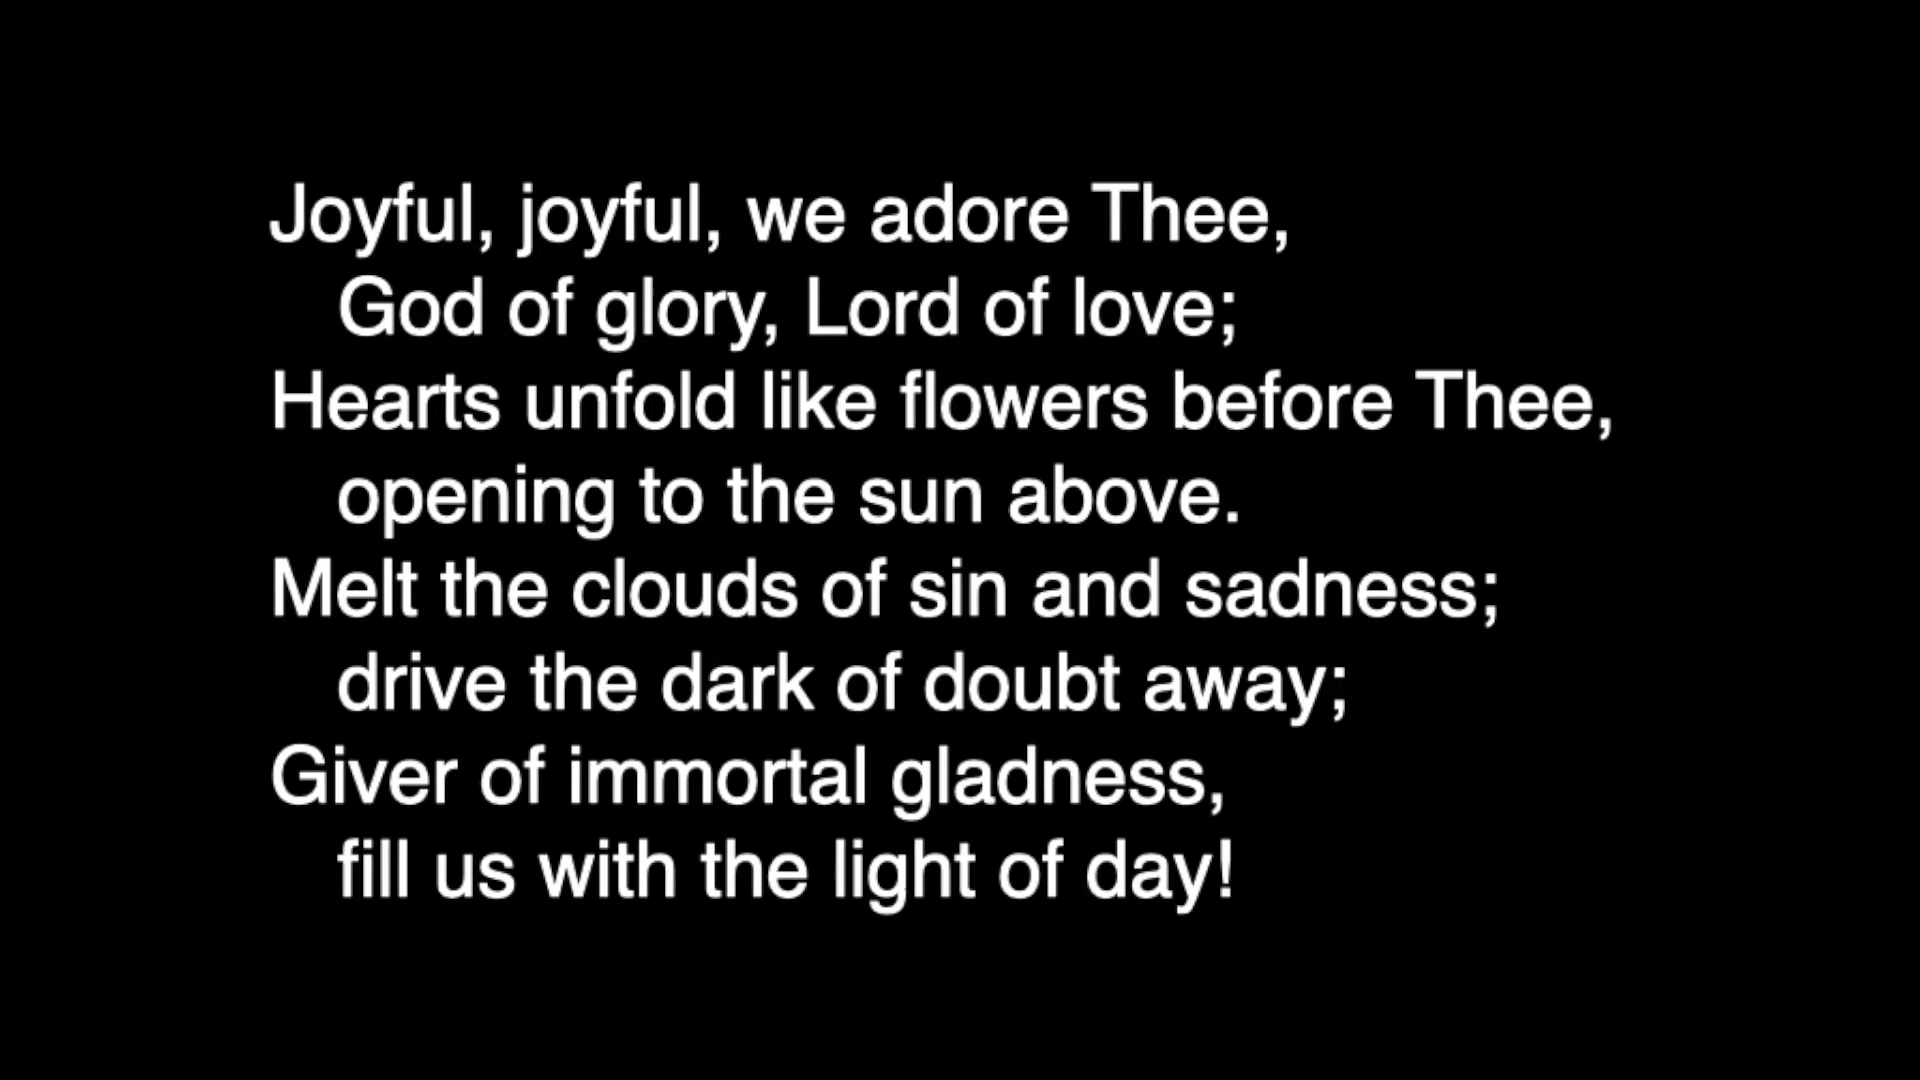 Joyful, joyful, we adore Thee,
God of glory, Lord of love;
Hearts unfold like flowers before Thee,
opening to the sun above.
Melt the clouds of sin and sadness;
drive the dark of doubt away;
Giver of immortal gladness,
fill us with the light of day!